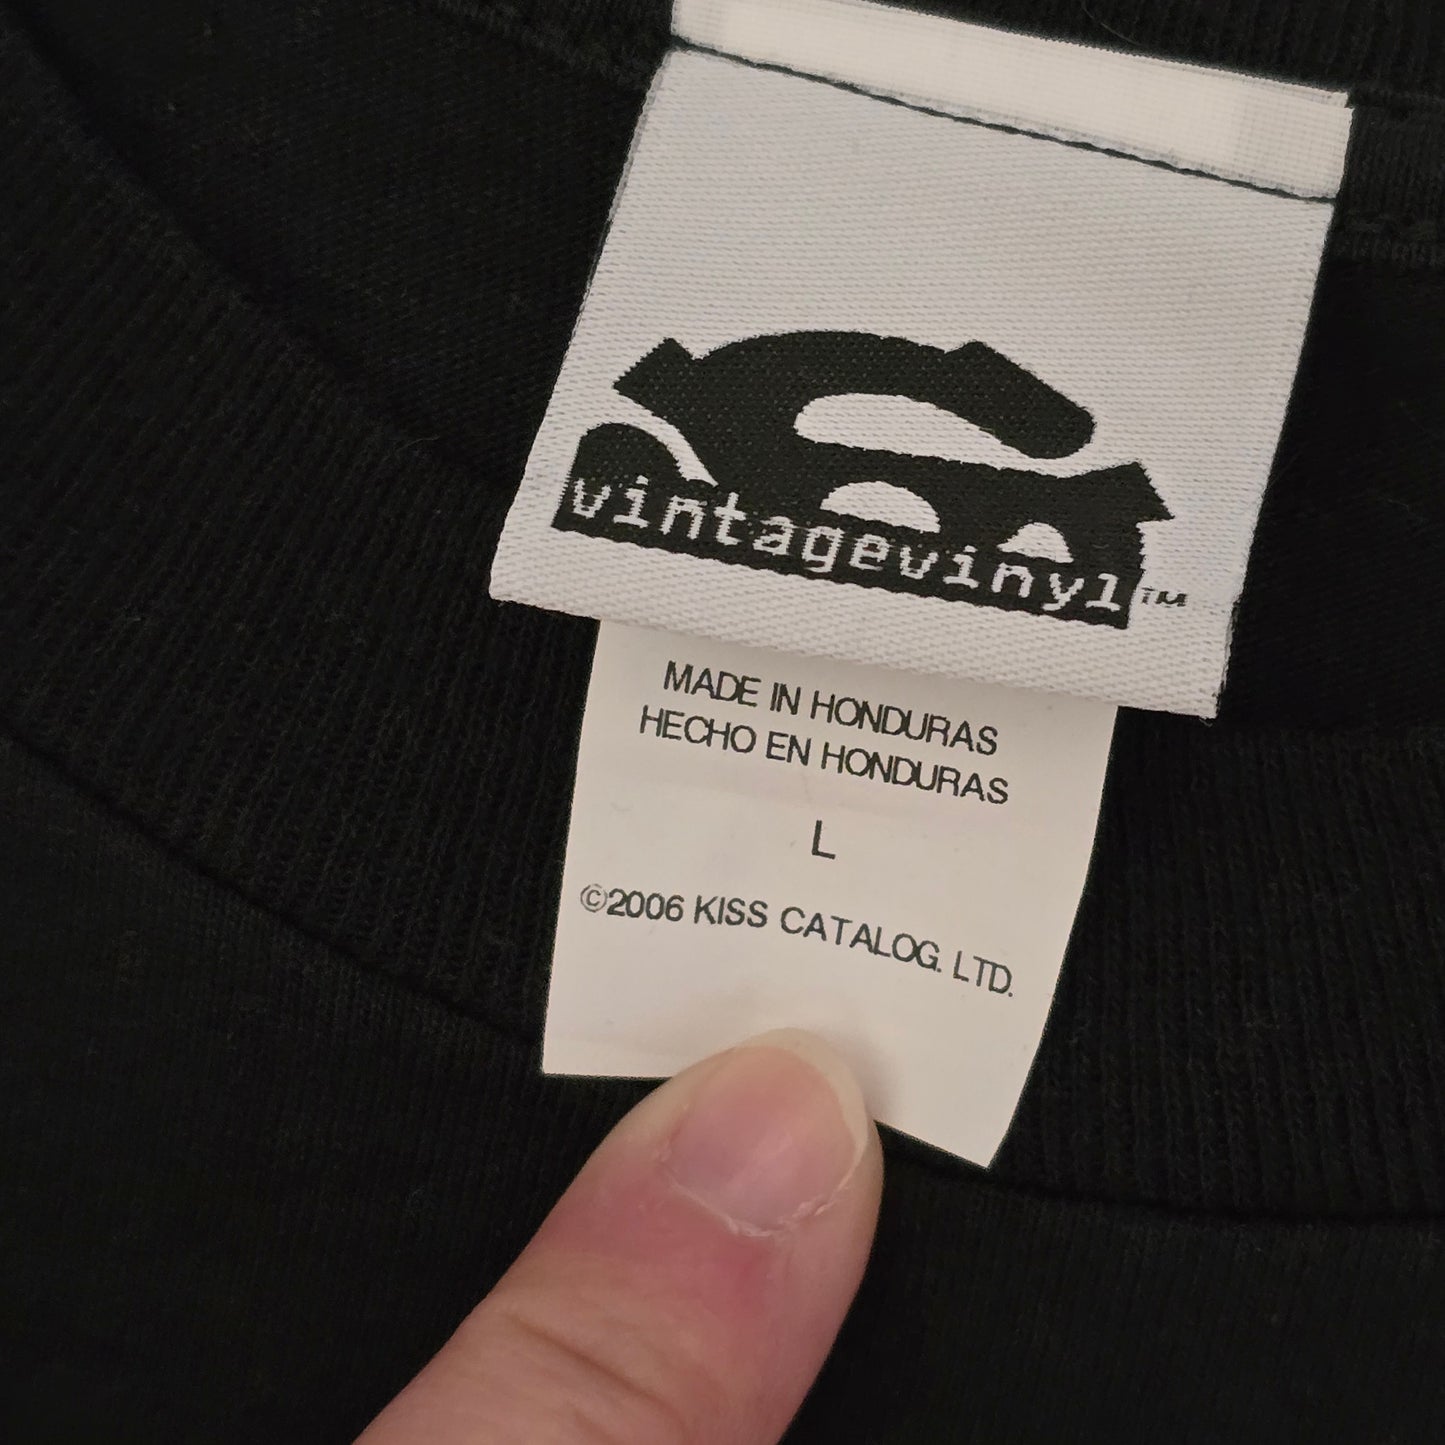 vintagevinyl™
MADE IN HONDURAS
HECHO EN HONDURAS
L
©2006 KISS CATALOG. LTD.